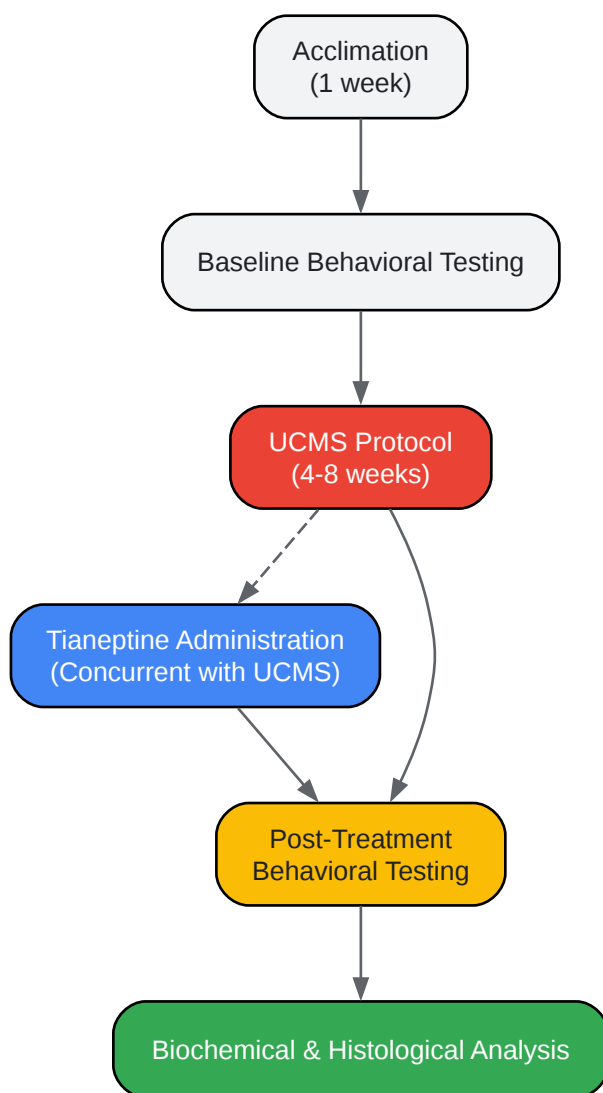 Acclimation
(1 week)
Baseline Behavioral Testing
UCMS Protocol
(4-8 weeks)
Tianeptine Administration
(Concurrent with UCMS)
Post-Treatment
Behavioral Testing
Biochemical & Histological Analysis